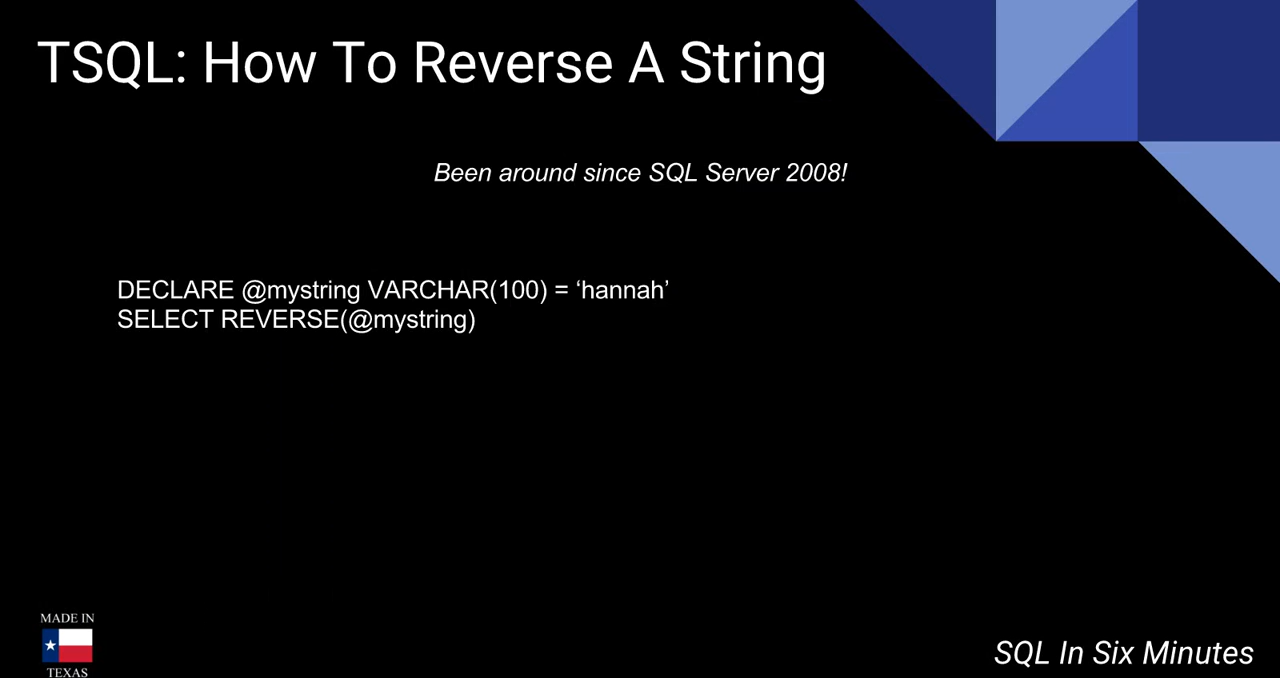 TSQL: How To Reverse A String
Been around since SQL Server 2008!
DECLARE @mystring VARCHAR(100) = ‘hannah’
SELECT REVERSE(@mystring)
MADE IN
TEXAS
SQL In Six Minutes